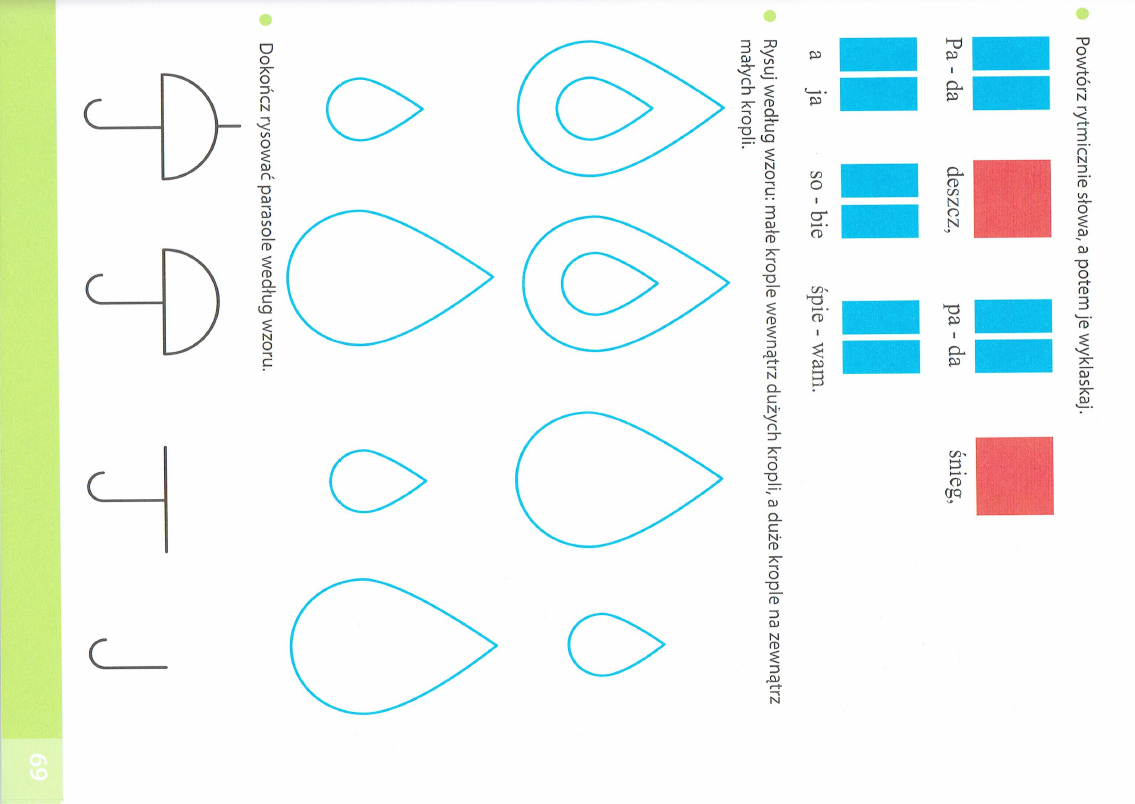 Powtórz rytmicznie słowa, a potem je wyklaskaj.
Pa - da deszcz, pa - da śnieg,
a ja so - bie śpie - wam.
Rysuj według wzoru: małe krople wewnątrz dużych kropli, a duże krople na zewnątrz
małych kropli.
Dokończ rysować parasole według wzoru.
69